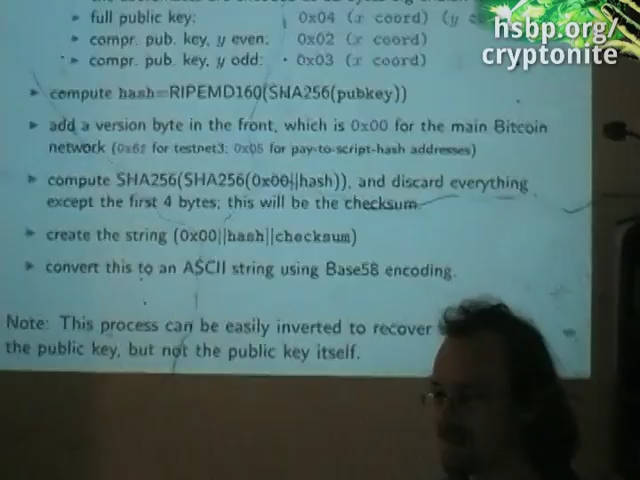 hsbp.org/
cryptonite
full public key: 0x04 (x coord) (y c
compr. pub. key, y even: 0x02 (x coord)
compr. pub. key, y odd: 0x03 (x coord)
compute hash=RIPEMD160(SHA256(pubkey))
add a version byte in the front, which is 0x00 for the main Bitcoin
network (0x6f for testnet3; 0x05 for pay-to-script-hash addresses)
compute SHA256(SHA256(0x00||hash)), and discard everything
except the first 4 bytes; this will be the checksum
create the string (0x00||hash||checksum)
convert this to an ASCII string using Base58 encoding.
Note: This process can be easily inverted to recover
the public key, but not the public key itself.